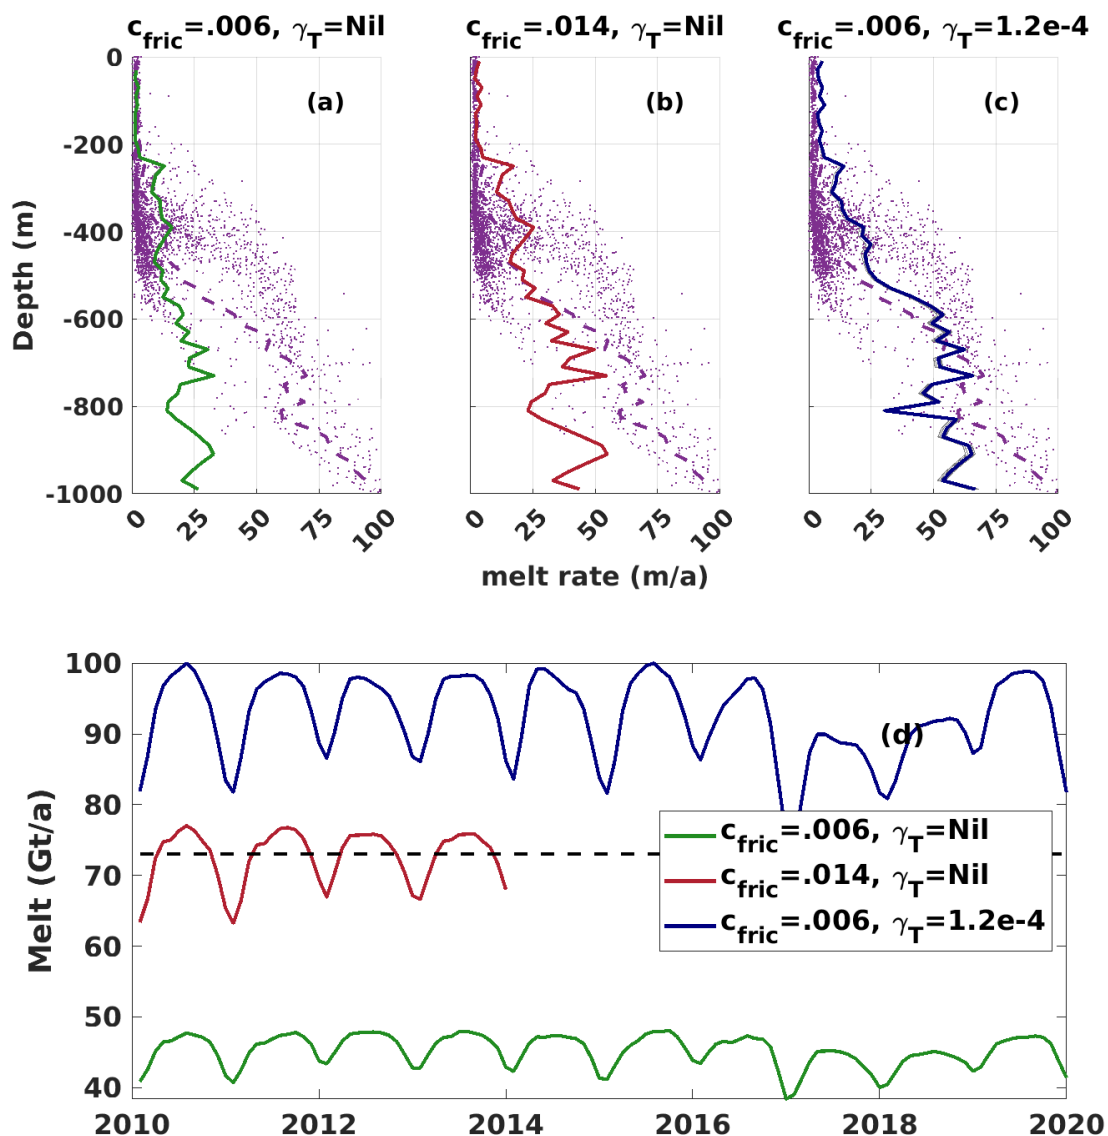 c_fric=.006, γ_T=Nil
c_fric=.014, γ_T=Nil
c_fric=.006, γ_T=1.2e-4
0
-200
-400
-600
-800
-1000
Depth (m)
(a)
(b)
(c)
0 25 50 75 100
0 25 50 75 100
0 25 50 75 100
melt rate (m/a)
100
90
80
70
60
50
40
Melt (Gt/a)
(d)
c_fric=.006, γ_T=Nil
c_fric=.014, γ_T=Nil
c_fric=.006, γ_T=1.2e-4
2010 2012 2014 2016 2018 2020